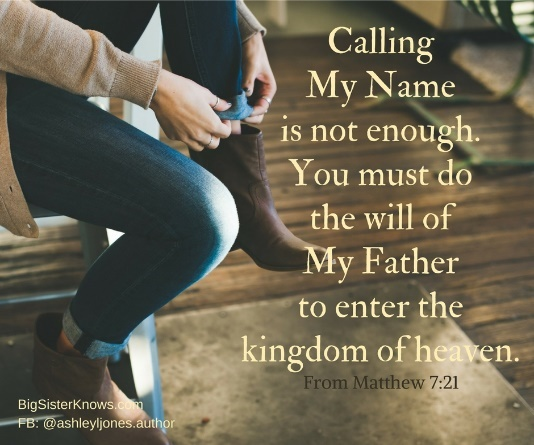 Calling
My Name
is not enough.
You must do
the will of
My Father
to enter the
kingdom of heaven.
From Matthew 7:21
BigSisterKnows.com
FB: @ashleyljones.author